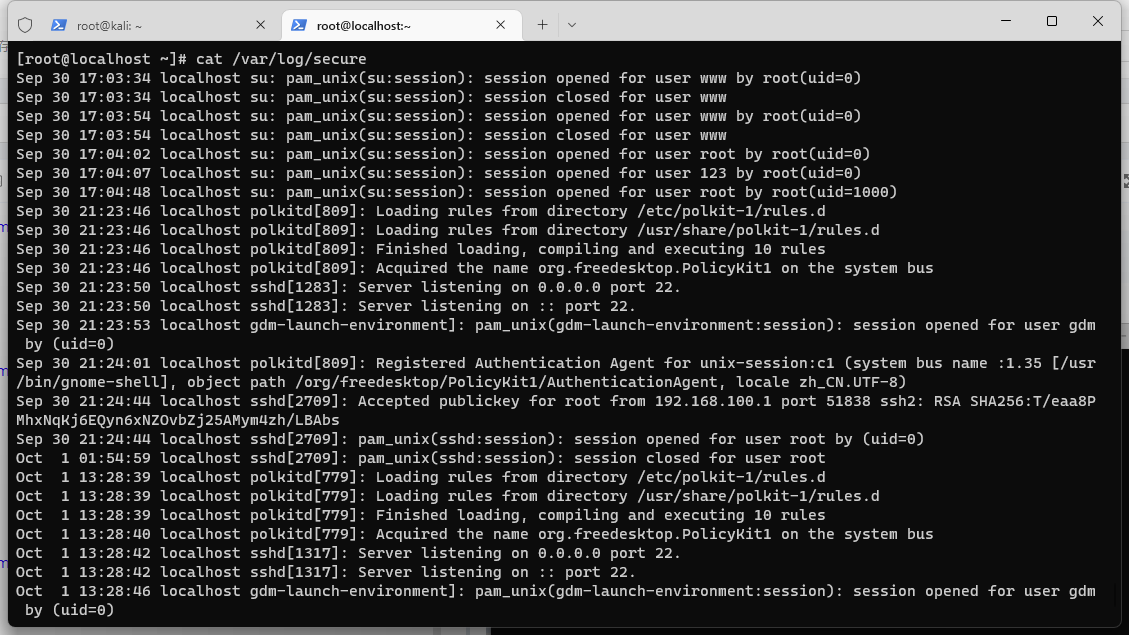 root@kali: ~
root@localhost:~
[root@localhost ~]# cat /var/log/secure
Sep 30 17:03:34 localhost su: pam_unix(su:session): session opened for user www by root(uid=0)
Sep 30 17:03:34 localhost su: pam_unix(su:session): session closed for user www
Sep 30 17:03:54 localhost su: pam_unix(su:session): session opened for user www by root(uid=0)
Sep 30 17:03:54 localhost su: pam_unix(su:session): session closed for user www
Sep 30 17:04:02 localhost su: pam_unix(su:session): session opened for user root by root(uid=0)
Sep 30 17:04:07 localhost su: pam_unix(su:session): session opened for user 123 by root(uid=0)
Sep 30 17:04:48 localhost su: pam_unix(su:session): session opened for user root by root(uid=1000)
Sep 30 21:23:46 localhost polkitd[809]: Loading rules from directory /etc/polkit-1/rules.d
Sep 30 21:23:46 localhost polkitd[809]: Loading rules from directory /usr/share/polkit-1/rules.d
Sep 30 21:23:46 localhost polkitd[809]: Finished loading, compiling and executing 10 rules
Sep 30 21:23:46 localhost polkitd[809]: Acquired the name org.freedesktop.PolicyKit1 on the system bus
Sep 30 21:23:50 localhost sshd[1283]: Server listening on 0.0.0.0 port 22.
Sep 30 21:23:50 localhost sshd[1283]: Server listening on :: port 22.
Sep 30 21:23:53 localhost gdm-launch-environment]: pam_unix(gdm-launch-environment:session): session opened for user gdm
 by (uid=0)
Sep 30 21:24:01 localhost polkitd[809]: Registered Authentication Agent for unix-session:c1 (system bus name :1.35 [/usr
/bin/gnome-shell], object path /org/freedesktop/PolicyKit1/AuthenticationAgent, locale zh_CN.UTF-8)
Sep 30 21:24:44 localhost sshd[2709]: Accepted publickey for root from 192.168.100.1 port 51838 ssh2: RSA SHA256:T/eaa8P
MhxNqKj6EQyn6xNZOvbZj25AMym4zh/LBAbs
Sep 30 21:24:44 localhost sshd[2709]: pam_unix(sshd:session): session opened for user root by (uid=0)
Oct  1 01:54:59 localhost sshd[2709]: pam_unix(sshd:session): session closed for user root
Oct  1 13:28:39 localhost polkitd[779]: Loading rules from directory /etc/polkit-1/rules.d
Oct  1 13:28:39 localhost polkitd[779]: Loading rules from directory /usr/share/polkit-1/rules.d
Oct  1 13:28:39 localhost polkitd[779]: Finished loading, compiling and executing 10 rules
Oct  1 13:28:40 localhost polkitd[779]: Acquired the name org.freedesktop.PolicyKit1 on the system bus
Oct  1 13:28:42 localhost sshd[1317]: Server listening on 0.0.0.0 port 22.
Oct  1 13:28:42 localhost sshd[1317]: Server listening on :: port 22.
Oct  1 13:28:46 localhost gdm-launch-environment]: pam_unix(gdm-launch-environment:session): session opened for user gdm
 by (uid=0)